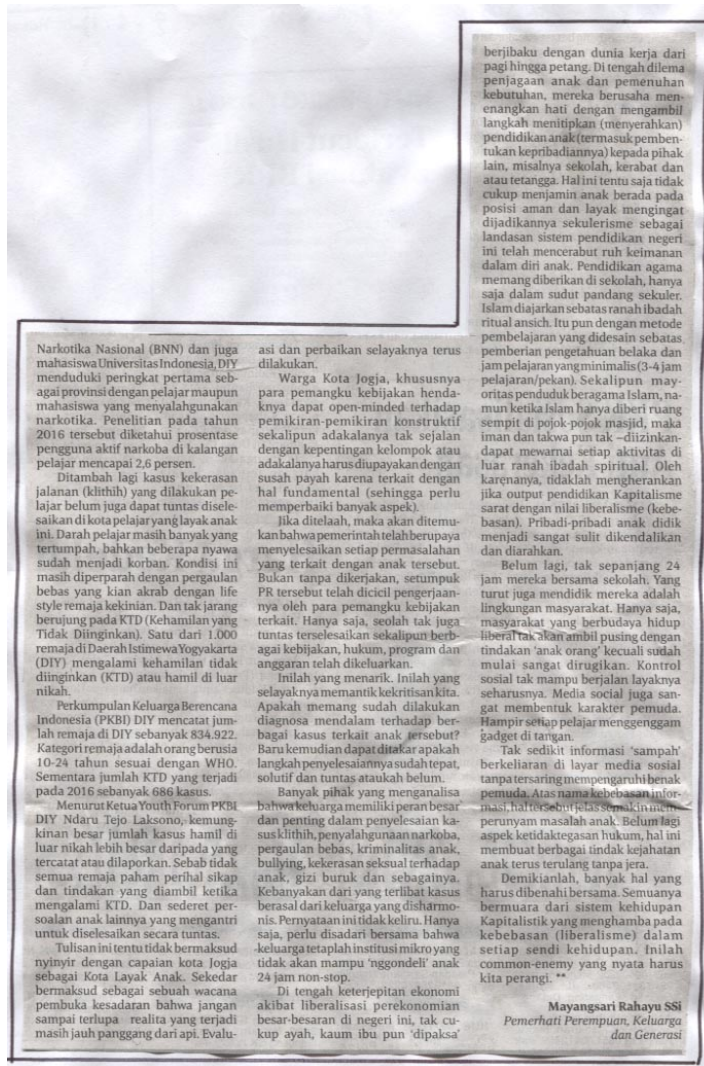 Narkotika Nasional (BNN) dan juga
mahasiswa Universitas Indonesia, DIY
menduduki peringkat pertama seb-
agai provinsi dengan pelajar maupun
mahasiswa yang menyalahgunakan
narkotika. Penelitian pada tahun
2016 tersebut diketahui prosentase
pengguna aktif narkoba di kalangan
pelajar mencapai 2,6 persen.
Ditambah lagi kasus kekerasan
jalanan (klithih) yang dilakukan pe-
lajar belum juga dapat tuntas disele-
saikan di kota pelajar yang layak anak
ini. Darah pelajar masih banyak yang
tertumpah, bahkan beberapa nyawa
sudah menjadi korban. Kondisi ini
masih diperparah dengan pergaulan
bebas yang kian akrab dengan life
style remaja kekinian. Dan tak jarang
berujung pada KTD (Kehamilan yang
Tidak Diinginkan). Satu dari 1.000
remaja di Daerah Istimewa Yogyakarta
(DIY) mengalami kehamilan tidak
diinginkan (KTD) atau hamil di luar
nikah.
Perkumpulan Keluarga Berencana
Indonesia (PKBI) DIY mencatat jum-
lah remaja di DIY sebanyak 834.922.
Kategori remaja adalah orang berusia
10-24 tahun sesuai dengan WHO.
Sementara jumlah KTD yang terjadi
pada 2016 sebanyak 686 kasus.
Menurut Ketua Youth Forum PKBI
DIY Ndaru Tejo Laksono, kemung-
kinan besar jumlah kasus hamil di
luar nikah lebih besar daripada yang
tercatat atau dilaporkan. Sebab tidak
semua remaja paham perihal sikap
dan tindakan yang diambil ketika
mengalami KTD. Dan sederet per-
soalan anak lainnya yang mengantri
untuk diselesaikan secara tuntas.
Tulisan ini tentu tidak bermaksud
nyinyir dengan capaian kota Jogja
sebagai Kota Layak Anak. Sekedar
bermaksud sebagai sebuah wacana
pembuka kesadaran bahwa jangan
sampai terlupa realita yang terjadi
masih jauh panggang dari api. Evalu-
asi dan perbaikan selayaknya terus
dilakukan.
Warga Kota Jogja, khususnya
para pemangku kebijakan henda-
knya dapat open-minded terhadap
pemikiran-pemikiran konstruktif
sekalipun adakalanya tak sejalan
dengan kepentingan kelompok atau
adakalanya harus diupayakan dengan
susah payah karena terkait dengan
hal fundamental (sehingga perlu
memperbaiki banyak aspek).
Jika ditelaah, maka akan ditemu-
kan bahwa pemerintah telah berupaya
menyelesaikan setiap permasalahan
yang terkait dengan anak tersebut.
Bukan tanpa dikerjakan, setumpuk
PR tersebut telah dicicil pengerjaan-
nya oleh para pemangku kebijakan
terkait. Hanya saja, seolah tak juga
tuntas terselesaikan sekalipun berb-
agai kebijakan, hukum, program dan
anggaran telah dikeluarkan.
Inilah yang menarik. Inilah yang
selayaknya memantik kekritisan kita.
Apakah memang sudah dilakukan
diagnosa mendalam terhadap ber-
bagai kasus terkait anak tersebut?
Baru kemudian dapat ditakar apakah
langkah penyelesaiannya sudah tepat,
solutif dan tuntas ataukah belum.
Banyak pihak yang menganalisa
bahwa keluarga memiliki peran besar
dan penting dalam penyelesaian ka-
sus klithih, penyalahgunaan narkoba,
pergaulan bebas, kriminalitas anak,
bullying, kekerasan seksual terhadap
anak, gizi buruk dan sebagainya.
Kebanyakan dari yang terlibat kasus
berasal dari keluarga yang disharmo-
nis. Pernyataan ini tidak keliru. Hanya
saja, perlu disadari bersama bahwa
keluarga tetaplah institusi mikro yang
tidak akan mampu 'nggondeli' anak
24 jam non-stop.
Di tengah keterjepitan ekonomi
akibat liberalisasi perekonomian
besar-besaran di negeri ini, tak cu-
kup ayah, kaum ibu pun 'dipaksa'
berjibaku dengan dunia kerja dari
pagi hingga petang. Di tengah dilema
penjagaan anak dan pemenuhan
kebutuhan, mereka berusaha men-
enangkan hati dengan mengambil
langkah menitipkan (menyerahkan)
pendidikan anak (termasuk pemben-
tukan kepribadiannya) kepada pihak
lain, misalnya sekolah, kerabat dan
atau tetangga. Hal ini tentu saja tidak
cukup menjamin anak berada pada
posisi aman dan layak mengingat
dijadikannya sekulerisme sebagai
landasan sistem pendidikan negeri
ini telah mencerabut ruh keimanan
dalam diri anak. Pendidikan agama
memang diberikan di sekolah, hanya
saja dalam sudut pandang sekuler.
Islam diajarkan sebatas ranah ibadah
ritual ansich. Itu pun dengan metode
pembelajaran yang didesain sebatas
pemberian pengetahuan belaka dan
jam pelajaran yang minimalis (3-4 jam
pelajaran/pekan). Sekalipun may-
oritas penduduk beragama Islam, na-
mun ketika Islam hanya diberi ruang
sempit di pojok-pojok masjid, maka
iman dan takwa pun tak –diizinkan-
dapat mewarnai setiap aktivitas di
luar ranah ibadah spiritual. Oleh
karenanya, tidaklah mengherankan
jika output pendidikan Kapitalisme
sarat dengan nilai liberalisme (kebe-
basan). Pribadi-pribadi anak didik
menjadi sangat sulit dikendalikan
dan diarahkan.
Belum lagi, tak sepanjang 24
jam mereka bersama sekolah. Yang
turut juga mendidik mereka adalah
lingkungan masyarakat. Hanya saja,
masyarakat yang berbudaya hidup
liberal tak akan ambil pusing dengan
tindakan 'anak orang' kecuali sudah
mulai sangat dirugikan. Kontrol
sosial tak mampu berjalan layaknya
seharusnya. Media social juga san-
gat membentuk karakter pemuda.
Hampir setiap pelajar menggenggam
gadget di tangan.
Tak sedikit informasi 'sampah'
berkeliaran di layar media sosial
tanpa tersaring mempengaruhi benak
pemuda. Atas nama kebebasan infor-
masi, hal tersebut jelas semakin mem-
perunyam masalah anak. Belum lagi
aspek ketidaktegasan hukum, hal ini
membuat berbagai tindak kejahatan
anak terus terulang tanpa jera.
Demikianlah, banyak hal yang
harus dibenahi bersama. Semuanya
bermuara dari sistem kehidupan
Kapitalistik yang menghamba pada
kebebasan (liberalisme) dalam
setiap sendi kehidupan. Inilah
common-enemy yang nyata harus
kita perangi. **
Mayangsari Rahayu SSi
Pemerhati Perempuan, Keluarga
dan Generasi